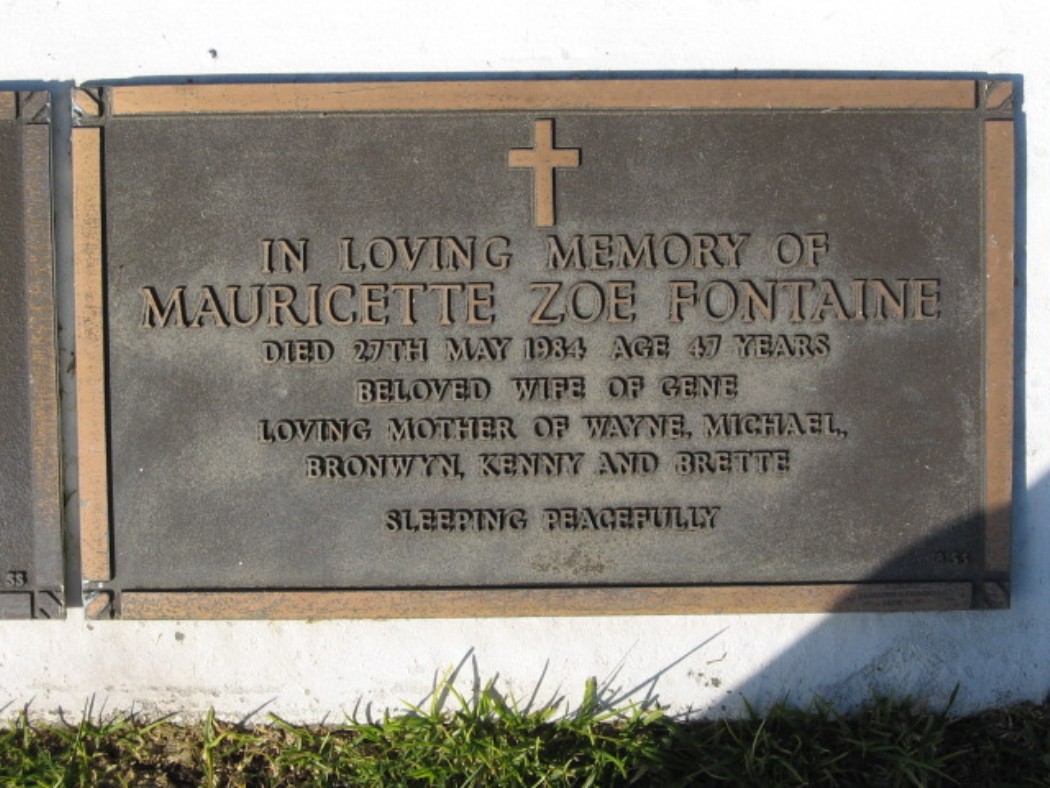 IN LOVING MEMORY OF
MAURICETTE ZOE FONTAINE
DIED 27TH MAY 1984 AGE 47 YEARS
BELOVED WIFE OF GENE
LOVING MOTHER OF WAYNE, MICHAEL,
BRONWYN, KENNY AND BRETTE
SLEEPING PEACEFULLY
SS